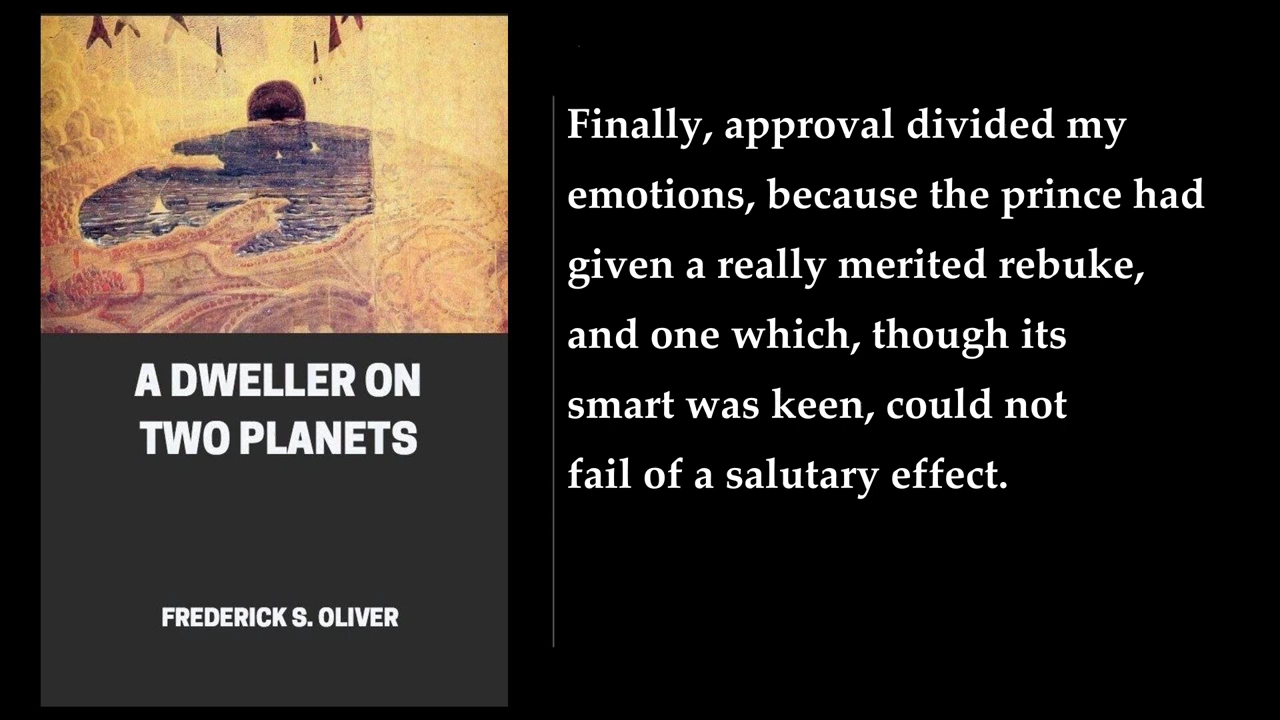 A DWELLER ON
TWO PLANETS
FREDERICK S. OLIVER
Finally, approval divided my
emotions, because the prince had
given a really merited rebuke,
and one which, though its
smart was keen, could not
fail of a salutary effect.